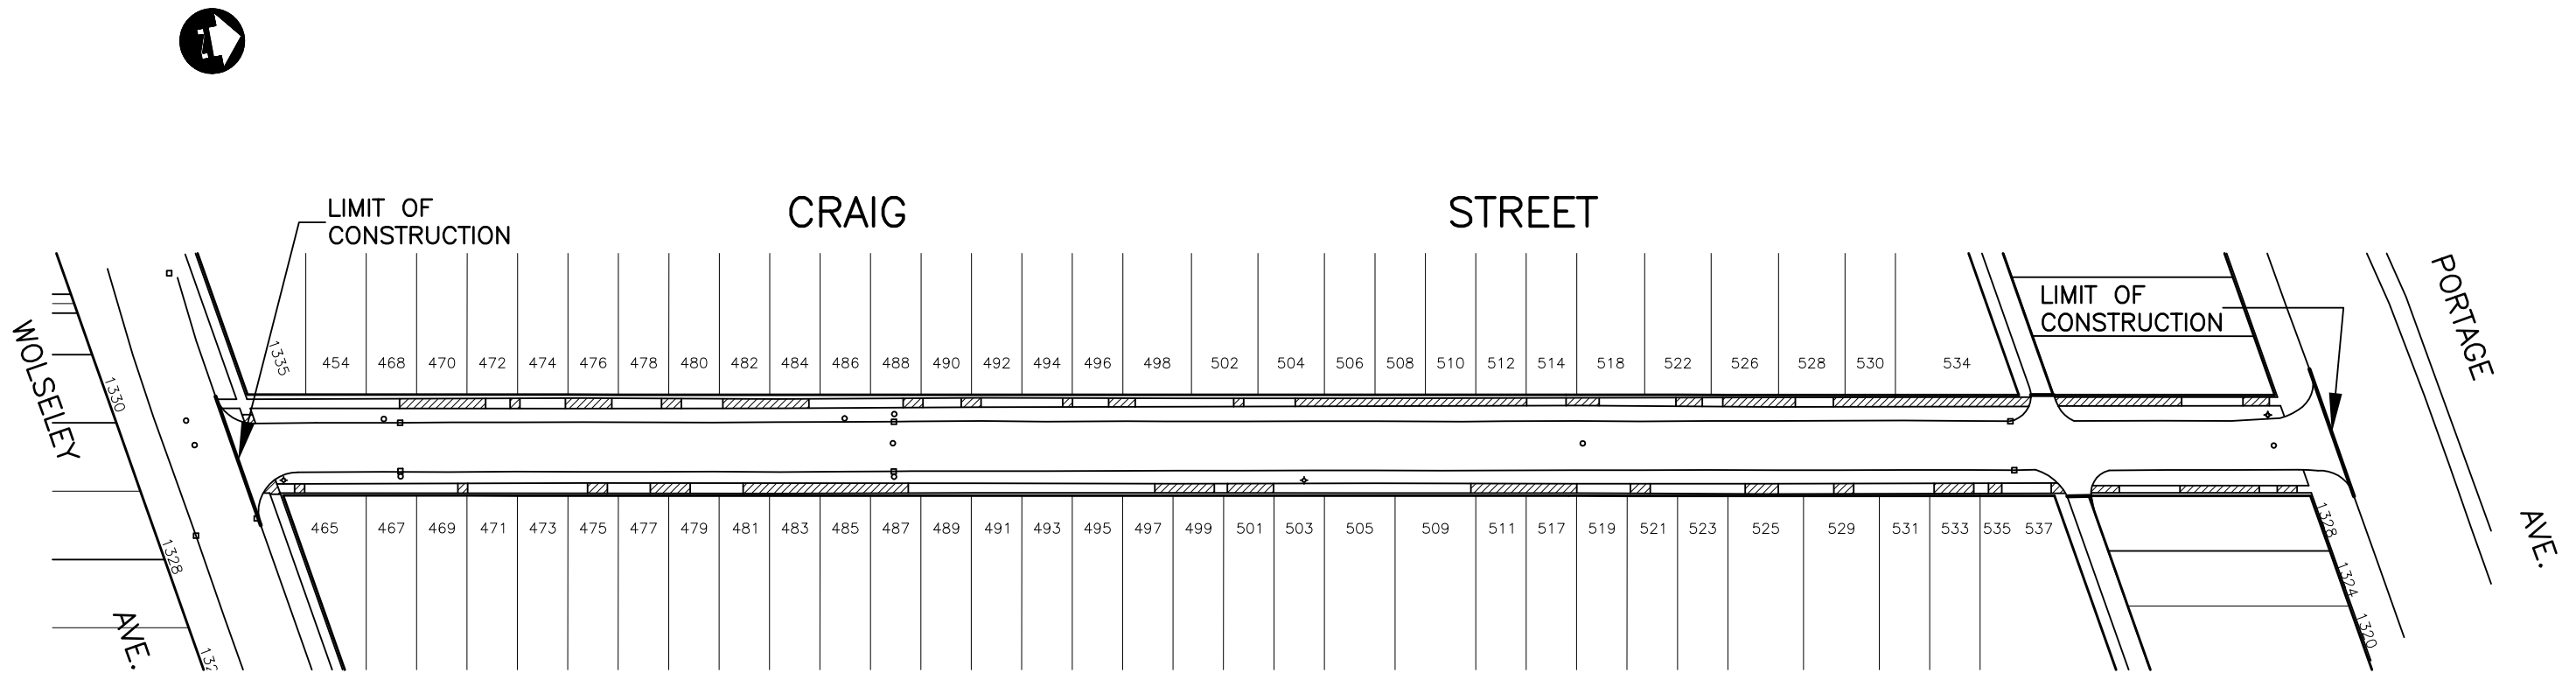 CRAIG STREET
LIMIT OF
CONSTRUCTION
LIMIT OF
CONSTRUCTION
WOLSELEY
AVE.
PORTAGE
AVE.
1335
454 468 470 472 474 476 478 480 482 484 486 488 490 492 494 496 498 502 504 506 508 510 512 514 518 522 526 528 530 534
1330
1328
465 467 469 471 473 475 477 479 481 483 485 487 489 491 493 495 497 499 501 503 505 509 511 517 519 521 523 525 529 531 533 535 537
1328
1324
1320